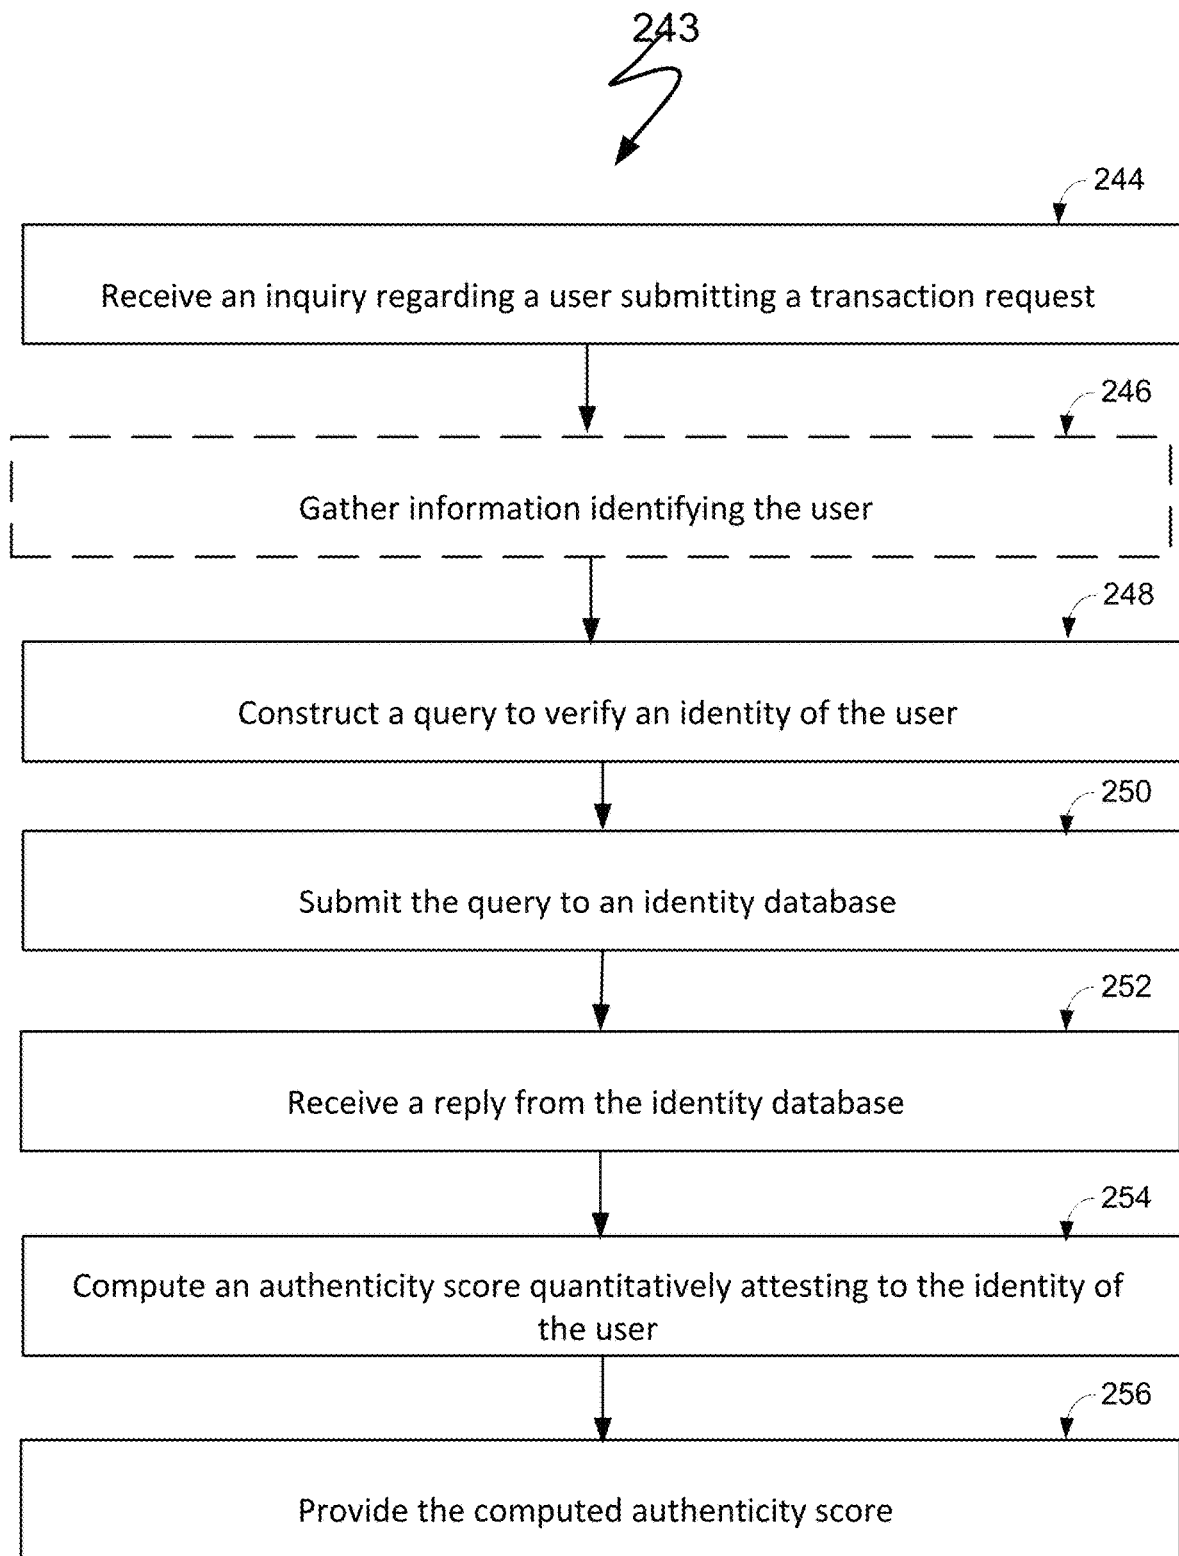 243
244
Receive an inquiry regarding a user submitting a transaction request
246
Gather information identifying the user
248
Construct a query to verify an identity of the user
250
Submit the query to an identity database
252
Receive a reply from the identity database
254
Compute an authenticity score quantitatively attesting to the identity of
the user
256
Provide the computed authenticity score